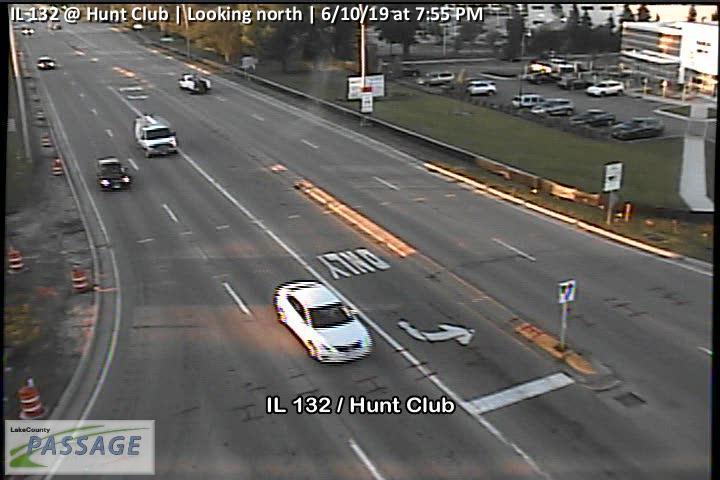 IL-132 @ Hunt Club | Looking north | 6/10/19 at 7:55 PM
ONLY
IL 132 / Hunt Club
LakeCounty
PASSAGE